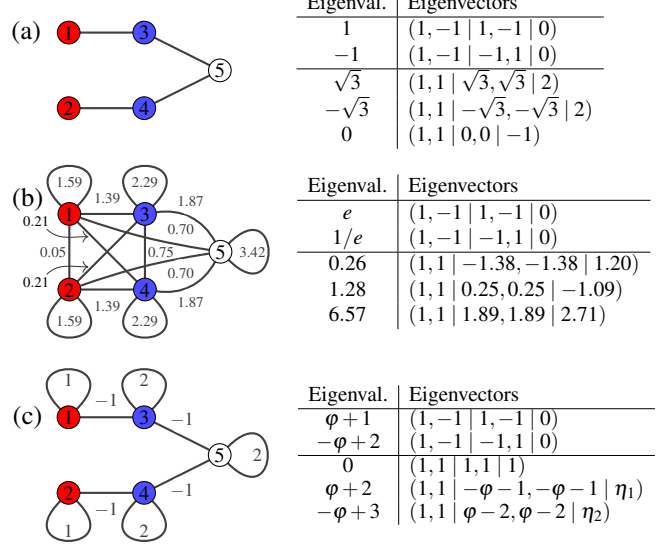 Eigenval. | Eigenvectors
(a)
1 3
5
2 4
1 (1, −1 | 1, −1 | 0)
−1 (1, −1 | −1, 1 | 0)
√3 (1, 1 | √3, √3 | 2)
−√3 (1, 1 | −√3, −√3 | 2)
0 (1, 1 | 0, 0 | −1)
(b)
1.59 2.29
1.39 1.87
1 3
0.21 0.70
0.05 0.75 5 3.42
0.21 0.70
2 4
1.39 1.87
1.59 2.29
Eigenval. Eigenvectors
e (1, −1 | 1, −1 | 0)
1/e (1, −1 | −1, 1 | 0)
0.26 (1, 1 | −1.38, −1.38 | 1.20)
1.28 (1, 1 | 0.25, 0.25 | −1.09)
6.57 (1, 1 | 1.89, 1.89 | 2.71)
(c)
1 2
−1 −1
1 3
5 2
2 4
−1 −1
1 2
Eigenval. Eigenvectors
φ+1 (1, −1 | 1, −1 | 0)
−φ+2 (1, −1 | −1, 1 | 0)
0 (1, 1 | 1, 1 | 1)
φ+2 (1, 1 | −φ−1, −φ−1 | η₁)
−φ+3 (1, 1 | φ−2, φ−2 | η₂)